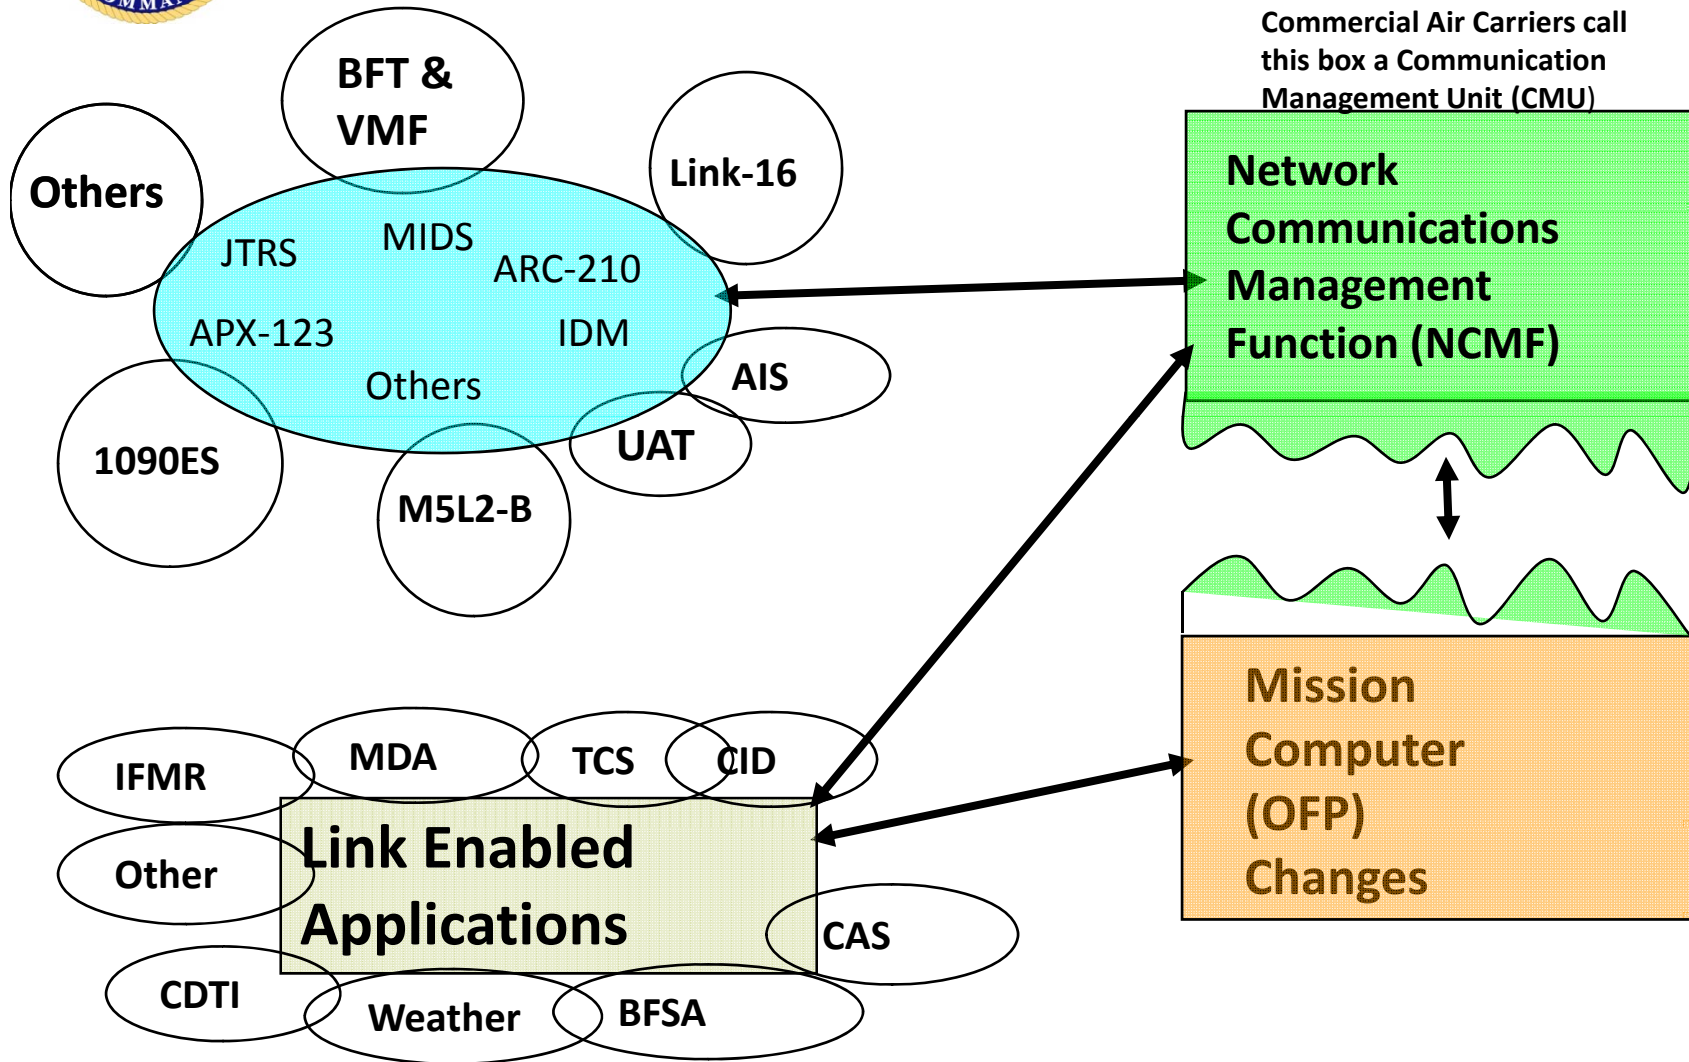 OMMAN
Commercial Air Carriers call
this box a Communication
Management Unit (CMU)
BFT &
VMF
Others
Link-16
JTRS
MIDS
ARC-210
APX-123
IDM
Others
AIS
UAT
1090ES
M5L2-B
Network
Communications
Management
Function (NCMF)
Mission
Computer
(OFP)
Changes
IFMR
MDA
TCS
CID
Other
Link Enabled
Applications
CAS
CDTI
Weather
BFSA